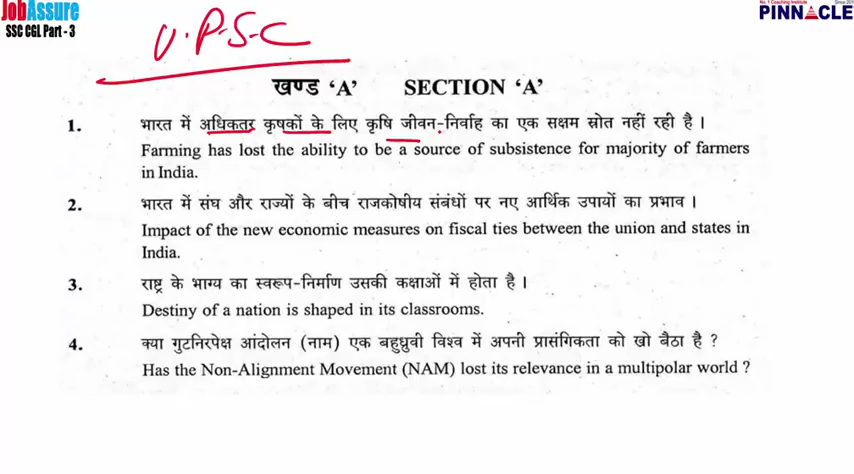 JobAssure
SSC CGL Part - 3
No. 1 Coaching Institute
PINNACLE
U.P.S.C
खण्ड ‘A’ SECTION ‘A’
1. भारत में अधिकतर कृषकों के लिए कृषि जीवन-निर्वाह का एक सक्षम स्रोत नहीं रही है।
Farming has lost the ability to be a source of subsistence for majority of farmers
in India.
2. भारत में संघ और राज्यों के बीच राजकोषीय संबंधों पर नए आर्थिक उपायों का प्रभाव।
Impact of the new economic measures on fiscal ties between the union and states in
India.
3. राष्ट्र के भाग्य का स्वरूप-निर्माण उसकी कक्षाओं में होता है।
Destiny of a nation is shaped in its classrooms.
4. क्या गुटनिरपेक्ष आंदोलन (नाम) एक बहुध्रुवी विश्व में अपनी प्रासंगिकता को खो बैठा है ?
Has the Non-Alignment Movement (NAM) lost its relevance in a multipolar world ?